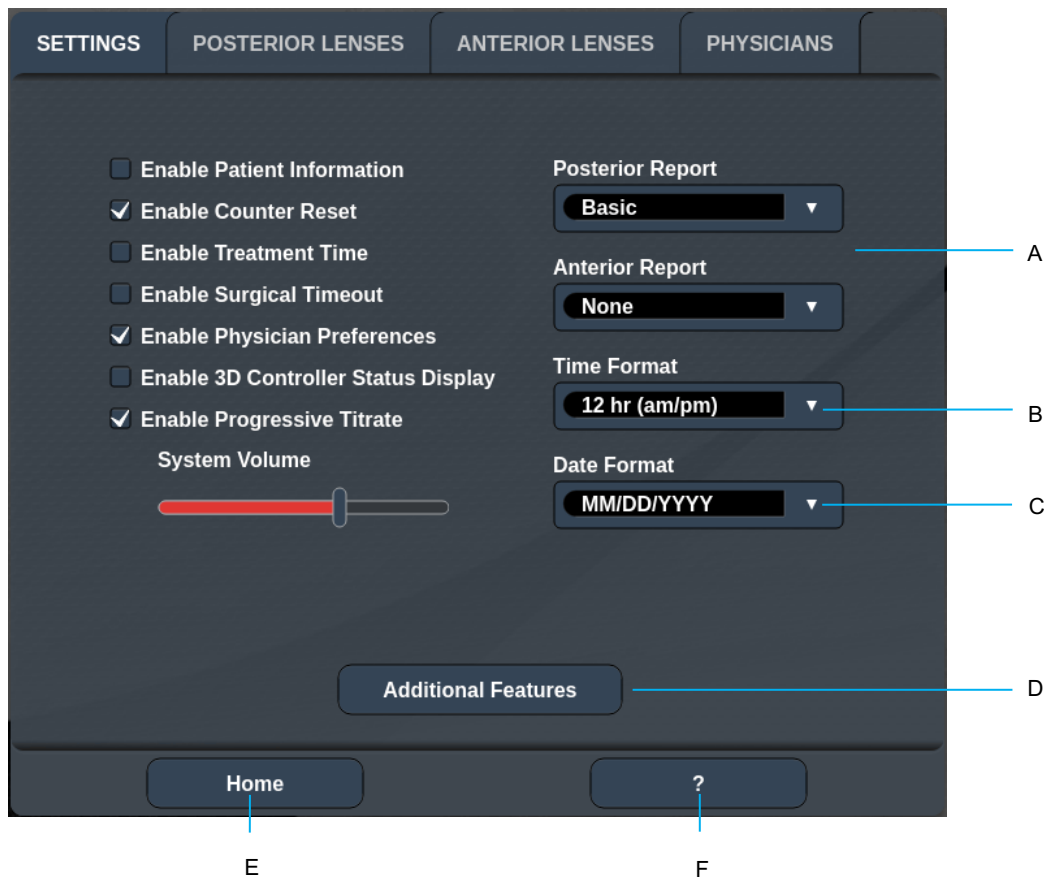 SETTINGS POSTERIOR LENSES ANTERIOR LENSES PHYSICIANS
Enable Patient Information
Enable Counter Reset
Enable Treatment Time
Enable Surgical Timeout
Enable Physician Preferences
Enable 3D Controller Status Display
Enable Progressive Titrate
System Volume
Posterior Report
Basic
A
Anterior Report
None
Time Format
12 hr (am/pm)
B
Date Format
MM/DD/YYYY
C
Additional Features
D
Home ?
E F